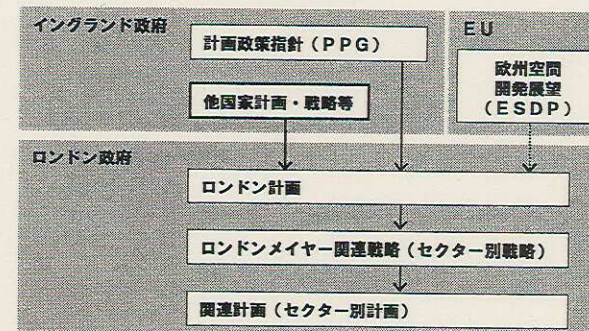 イングランド政府
計画政策指針（ＰＰＧ）
他国家計画・戦略等
ＥＵ
欧州空間
開発展望
（ＥＳＤＰ）
ロンドン政府
ロンドン計画
ロンドンメイヤー関連戦略（セクター別戦略）
関連計画（セクター別計画）